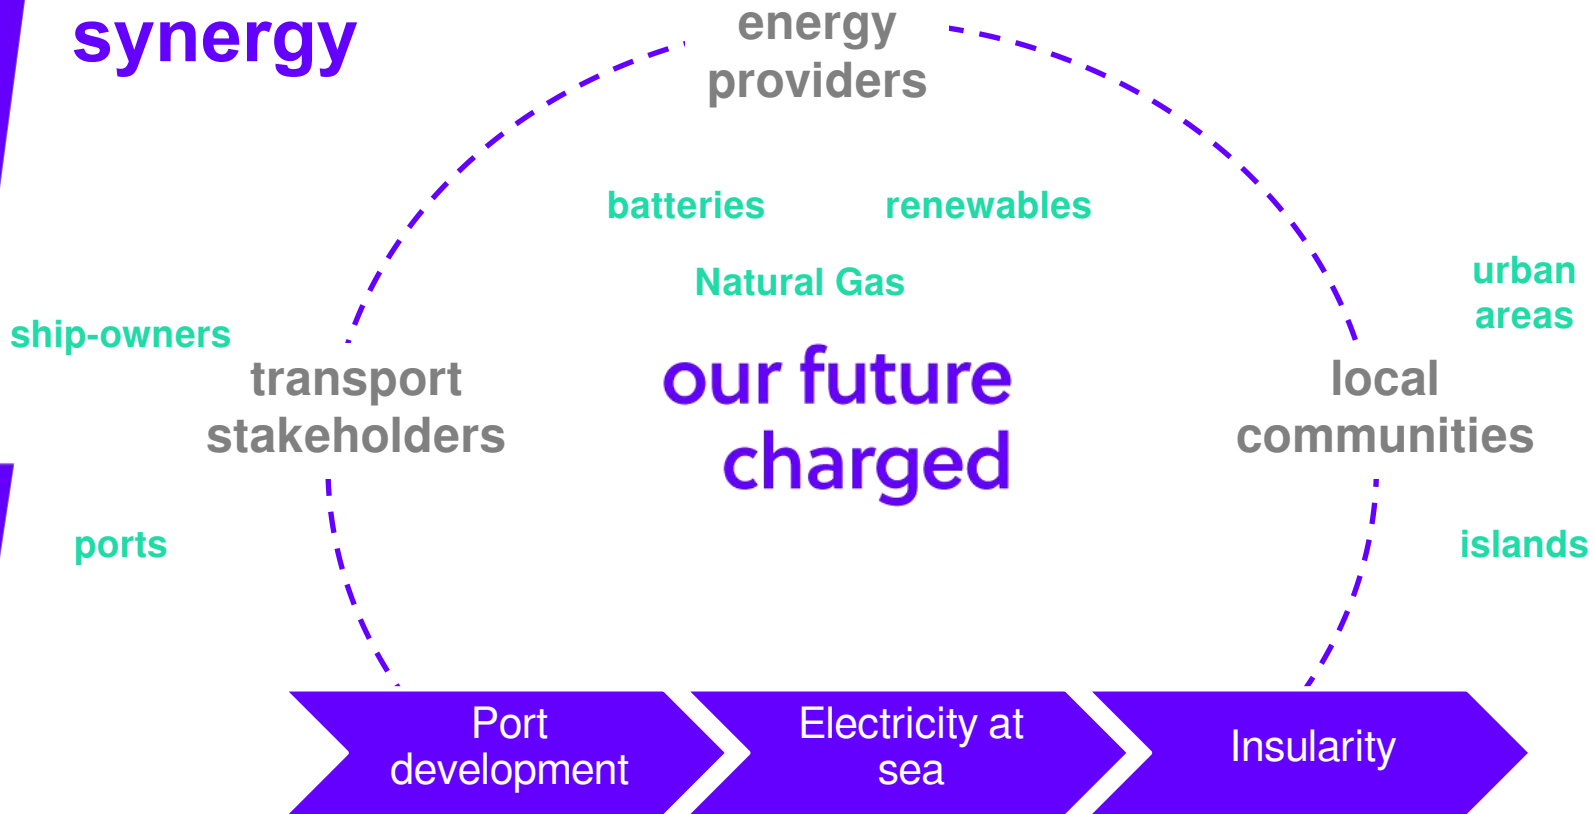 synergy
energy
providers
batteries
renewables
Natural Gas
urban
areas
ship-owners
transport
stakeholders
our future
charged
local
communities
ports
islands
Port
development
Electricity at
sea
Insularity